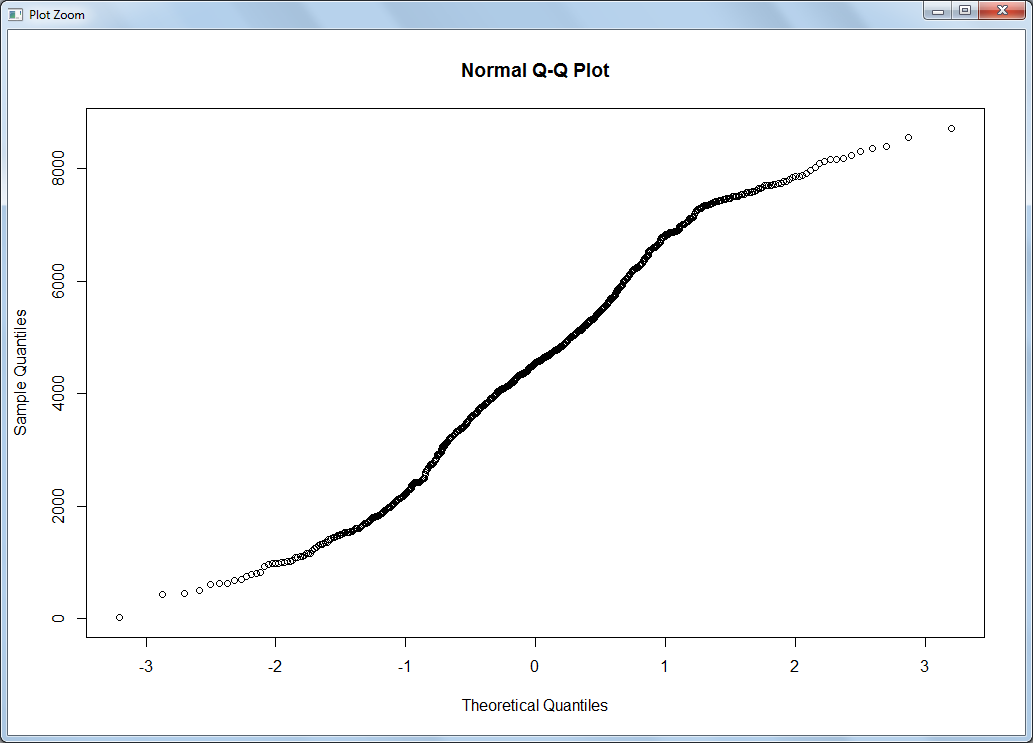 Plot Zoom
Normal Q-Q Plot
Sample Quantiles
8000
6000
4000
2000
0
-3 -2 -1 0 1 2 3
Theoretical Quantiles